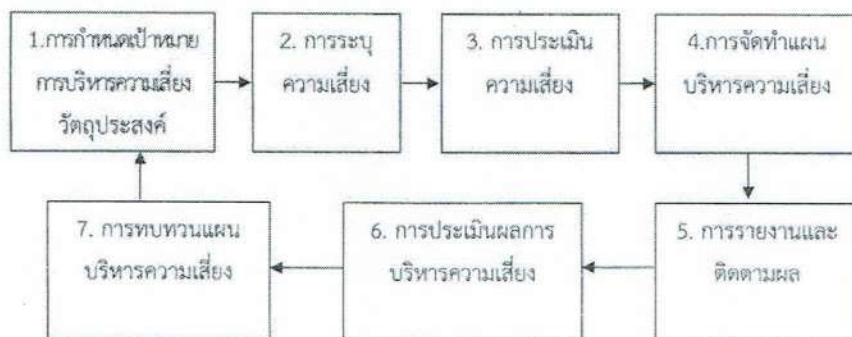 1.การกำหนดเป้าหมาย
การบริหารความเสี่ยง
วัตถุประสงค์
2. การระบุ
ความเสี่ยง
3. การประเมิน
ความเสี่ยง
4.การจัดทำแผน
บริหารความเสี่ยง
5. การรายงานและ
ติดตามผล
6. การประเมินผลการ
บริหารความเสี่ยง
7. การทบทวนแผน
บริหารความเสี่ยง